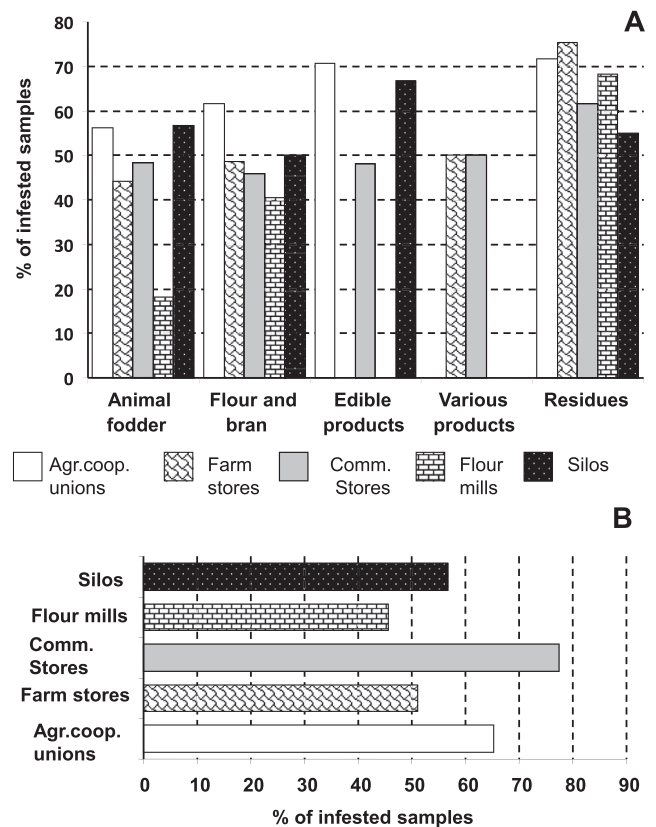 A
80
70
60
50
40
30
20
10
0
% of infested samples
Animal fodder
Flour and bran
Edible products
Various products
Residues
Agr.coop. unions
Farm stores
Comm. Stores
Flour mills
Silos
B
Silos
Flour mills
Comm. Stores
Farm stores
Agr.coop. unions
0 10 20 30 40 50 60 70 80 90
% of infested samples